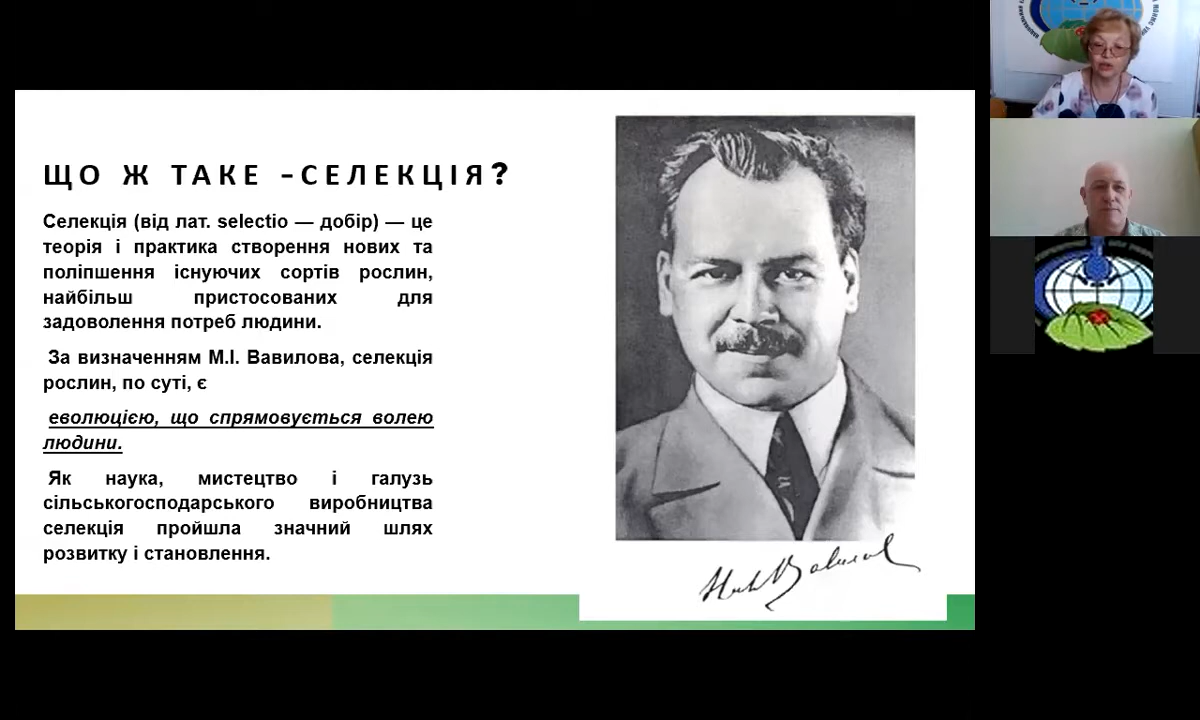 ЩО Ж ТАКЕ –СЕЛЕКЦІЯ?
Селекція (від лат. selectio — добір) — це
теорія і практика створення нових та
поліпшення існуючих сортів рослин,
найбільш пристосованих для
задоволення потреб людини.
За визначенням М.І. Вавилова, селекція
рослин, по суті, є
еволюцією, що спрямовується волею
людини.
Як наука, мистецтво і галузь
сільськогосподарського виробництва
селекція пройшла значний шлях
розвитку і становлення.